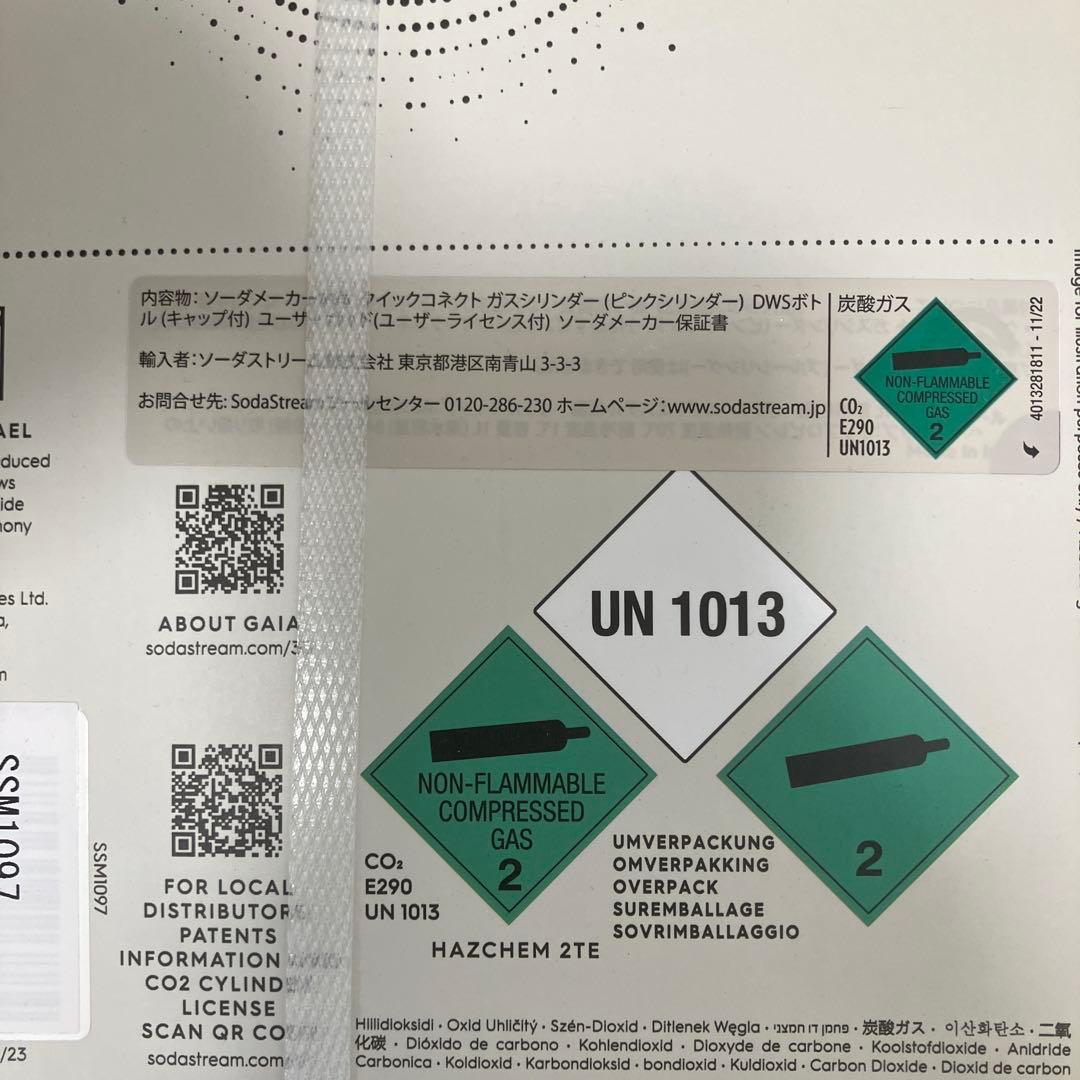 内容物：ソーダメーカー クイックコネクト ガスシリンダー (ピンクシリンダー) DWSボト
ル (キャップ付) ユーザー (ユーザーライセンス付) ソーダメーカー保証書
輸入者：ソーダストリーム 会社 東京都港区南青山 3-3-3
お問合せ先: SodaStream コールセンター 0120-286-230 ホームページ：www.sodastream.jp
炭酸ガス
NON-FLAMMABLE
COMPRESSED
GAS
2
CO₂
E290
UN1013
4013281811 - 11/22
AEL
duced
ws
ide
nony
es Ltd.
a,
m
ABOUT GAIA
sodastream.com/3
UN 1013
NON-FLAMMABLE
COMPRESSED
GAS
2
CO₂
E290
UN 1013
HAZCHEM 2TE
2
UMVERPACKUNG
OMVERPAKKING
OVERPACK
SUREMBALLAGE
SOVRIMBALLAGGIO
SSM1097
SSM1097
/23
FOR LOCAL
DISTRIBUTOR
PATENTS
INFORMATION
CO2 CYLIND
LICENSE
SCAN QR CO
sodastream.com
Hiilidioksidi · Oxid Uhličitý · Szén-Dioxid · Ditlenek Węgla · פחמן דו חמצני · 炭酸ガス · 이산화탄소 · 二氧
化碳 · Dióxido de carbono · Kohlendioxid · Dioxyde de carbone · Koolstofdioxide · Anidride
Carbonica · Koldioxid · Karbondioksid · bondioxid · Kuldioxid · Carbon Dioxide · Dioxid de carbon